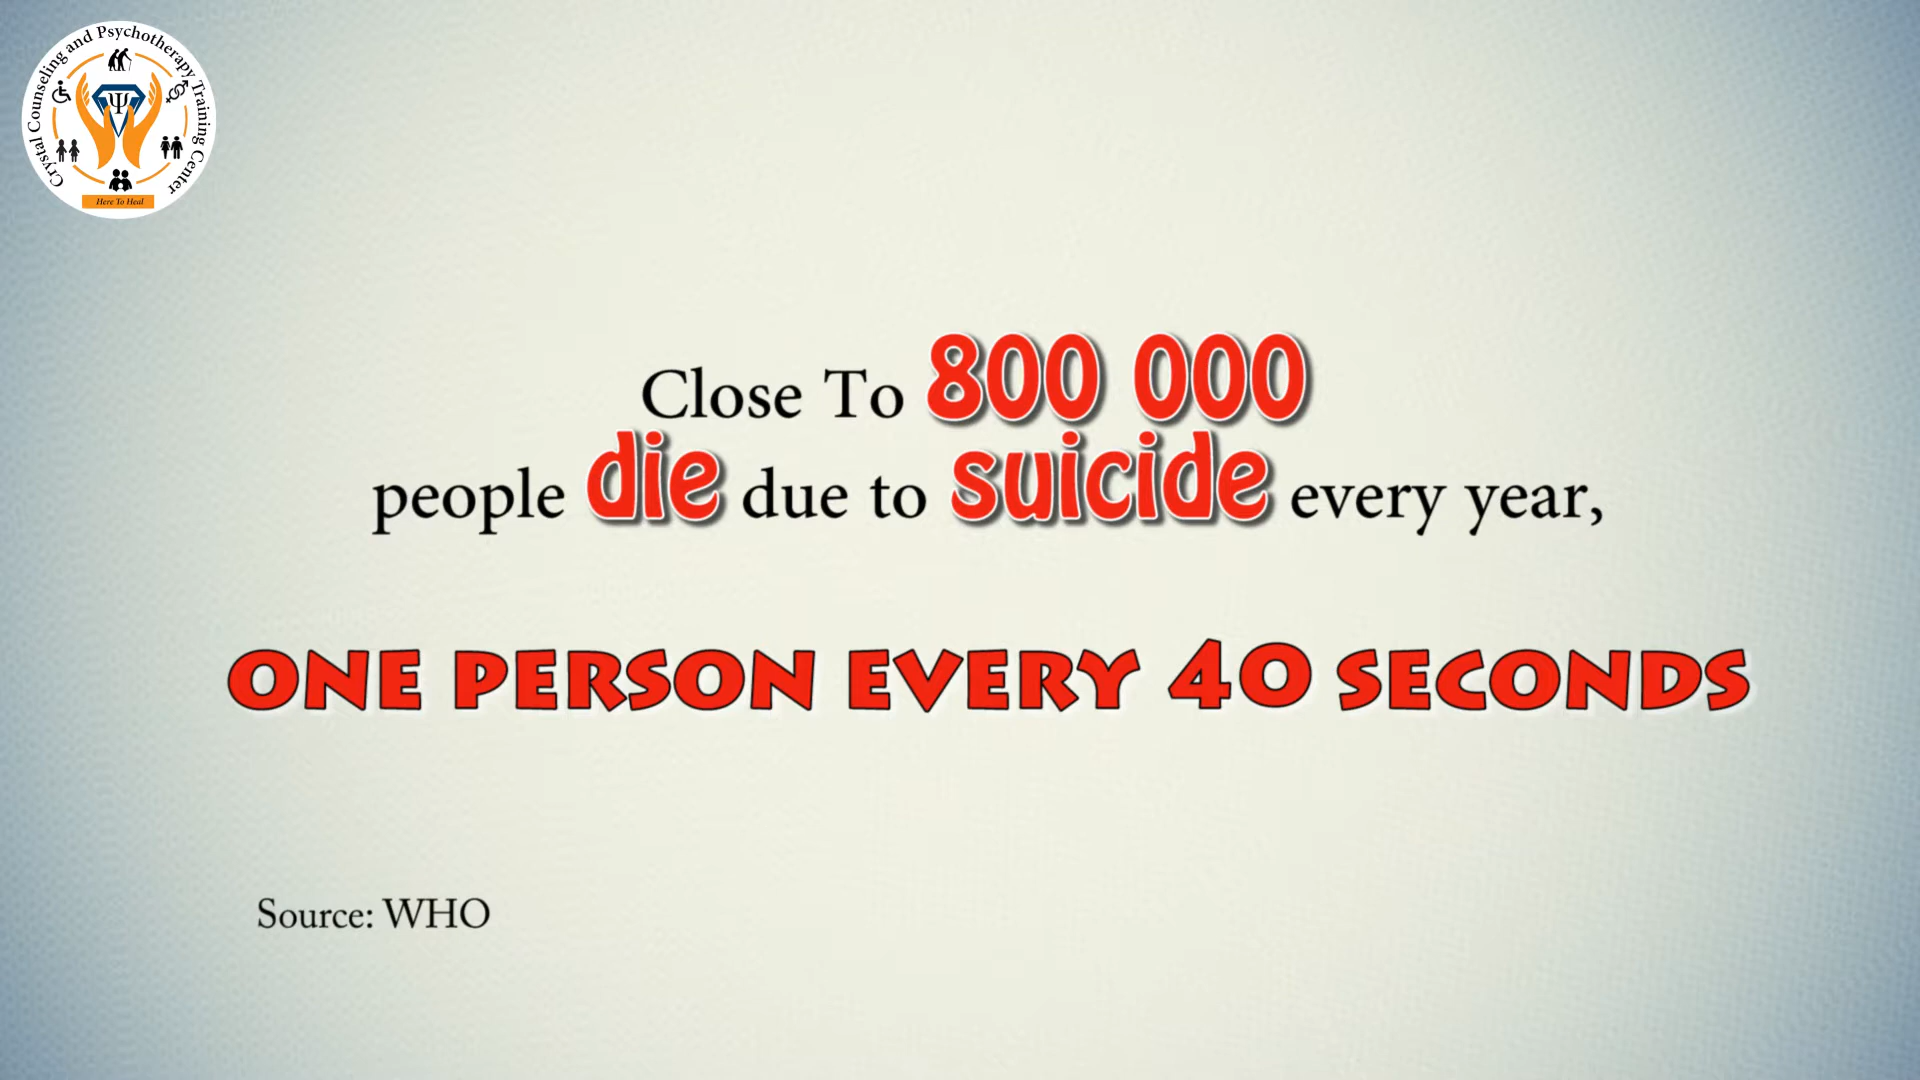 Crystal Counseling and Psychotherapy Training Center
Ψ
Here To Heal
Close To 800 000
people die due to suicide every year,
ONE PERSON EVERY 40 SECONDS
Source: WHO